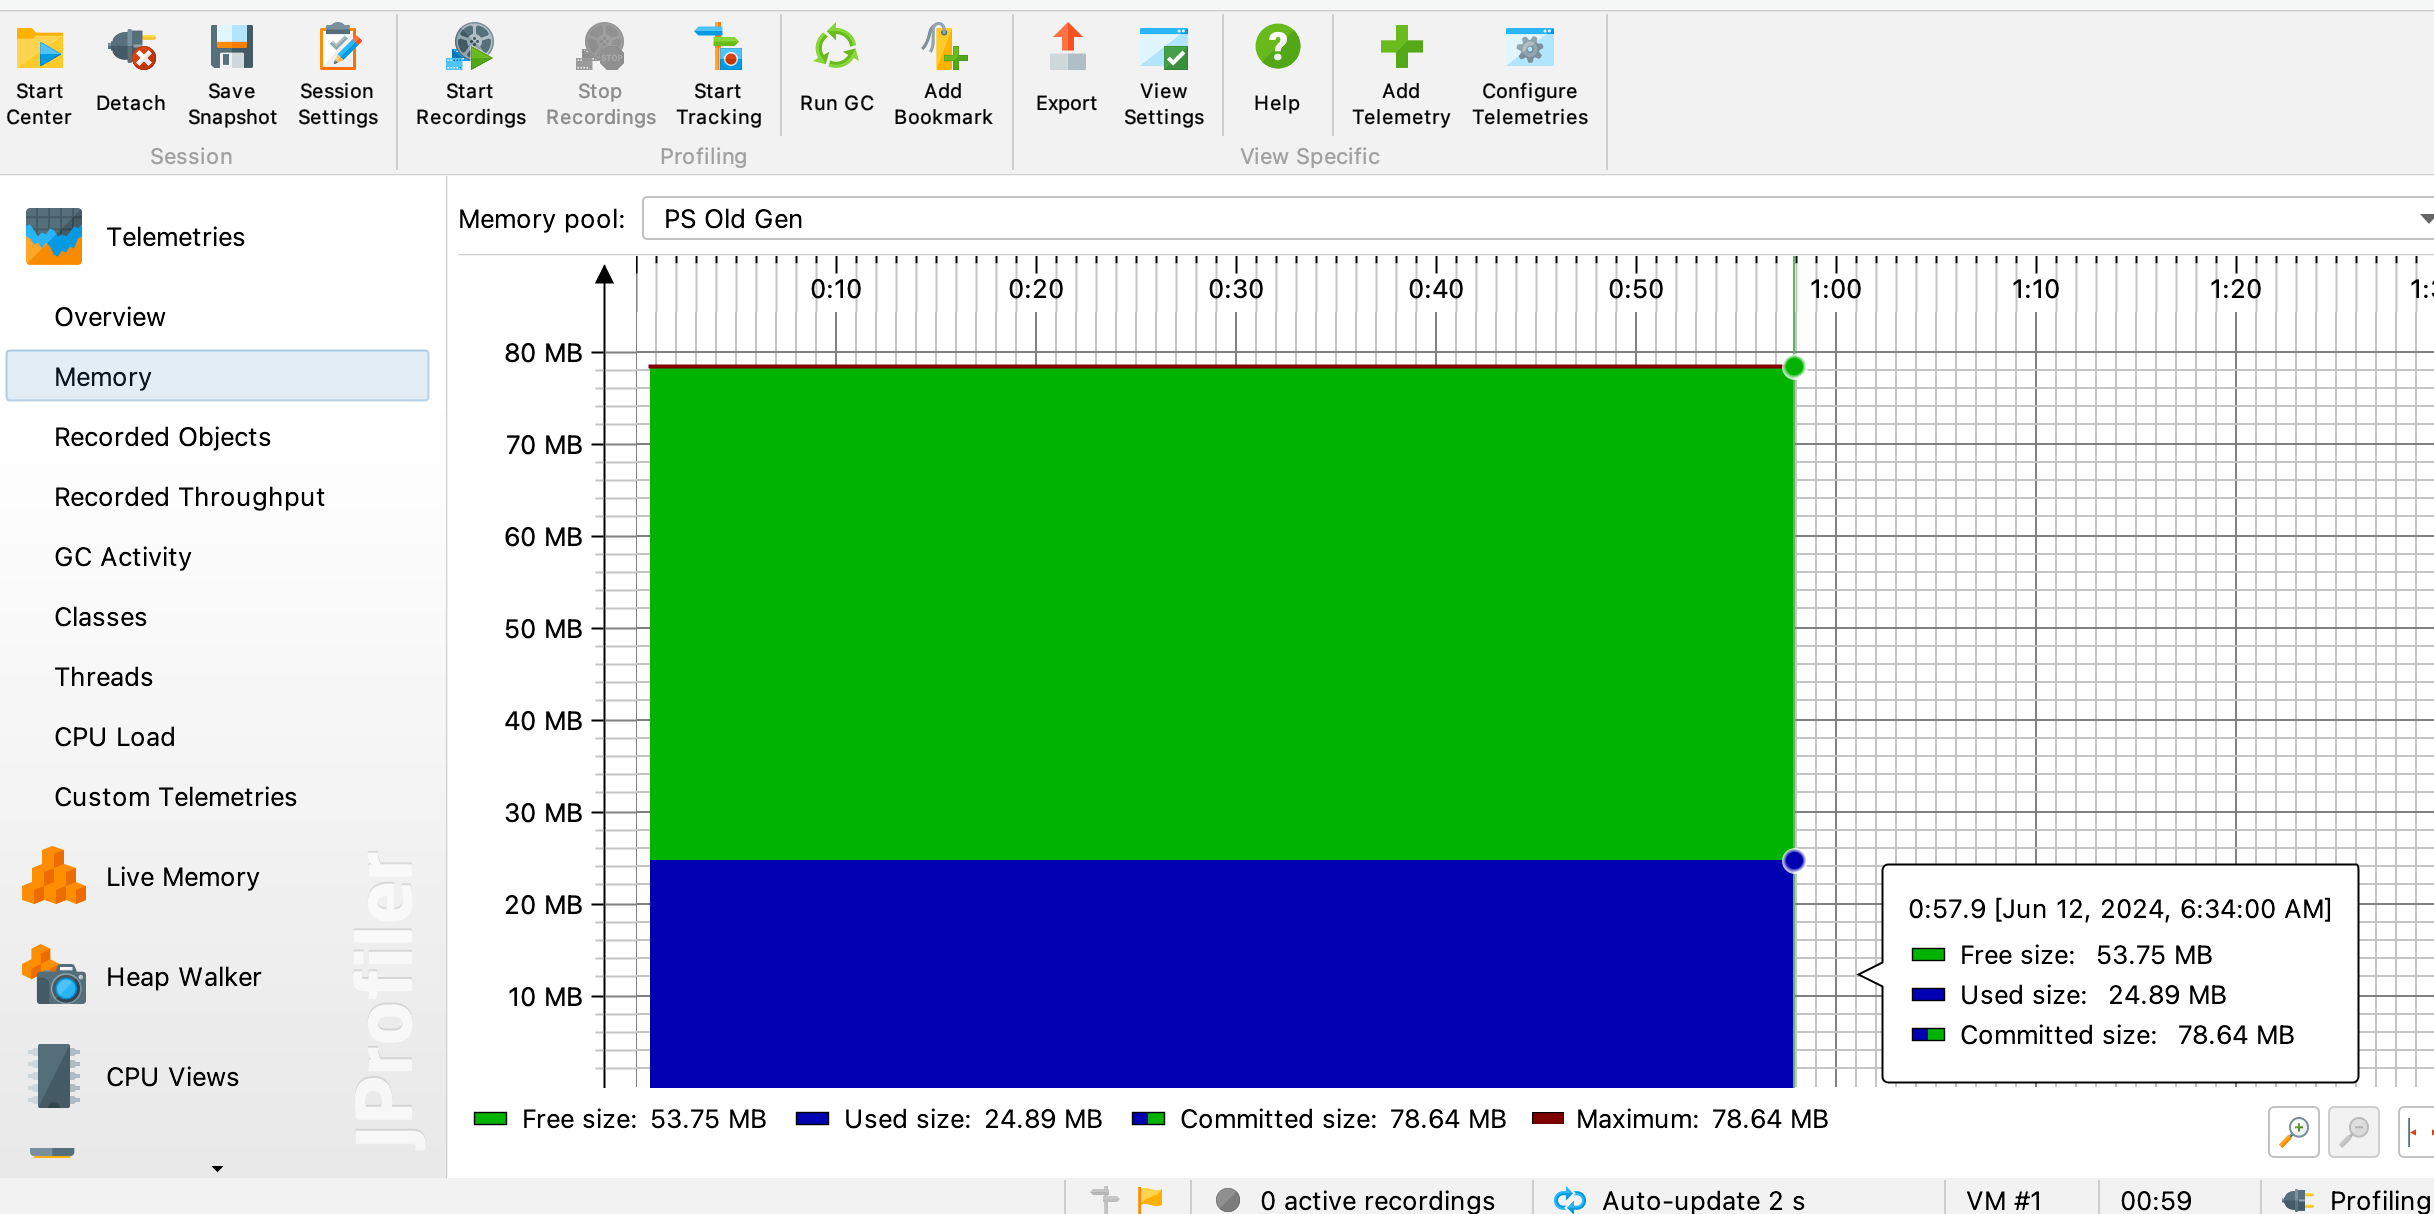 Start Center
Detach
Save Snapshot
Session Settings
Start Recordings
Stop Recordings
Start Tracking
Run GC
Add Bookmark
Export
View Settings
Help
Add Telemetry
Configure Telemetries
Session
Profiling
View Specific
Telemetries
Overview
Memory
Recorded Objects
Recorded Throughput
GC Activity
Classes
Threads
CPU Load
Custom Telemetries
Live Memory
Heap Walker
CPU Views
JProfiler
Memory pool: PS Old Gen
0:10 0:20 0:30 0:40 0:50 1:00 1:10 1:20
80 MB
70 MB
60 MB
50 MB
40 MB
30 MB
20 MB
10 MB
0:57.9 [Jun 12, 2024, 6:34:00 AM]
Free size: 53.75 MB
Used size: 24.89 MB
Committed size: 78.64 MB
Free size: 53.75 MB Used size: 24.89 MB Committed size: 78.64 MB Maximum: 78.64 MB
0 active recordings Auto-update 2 s VM #1 00:59 Profiling